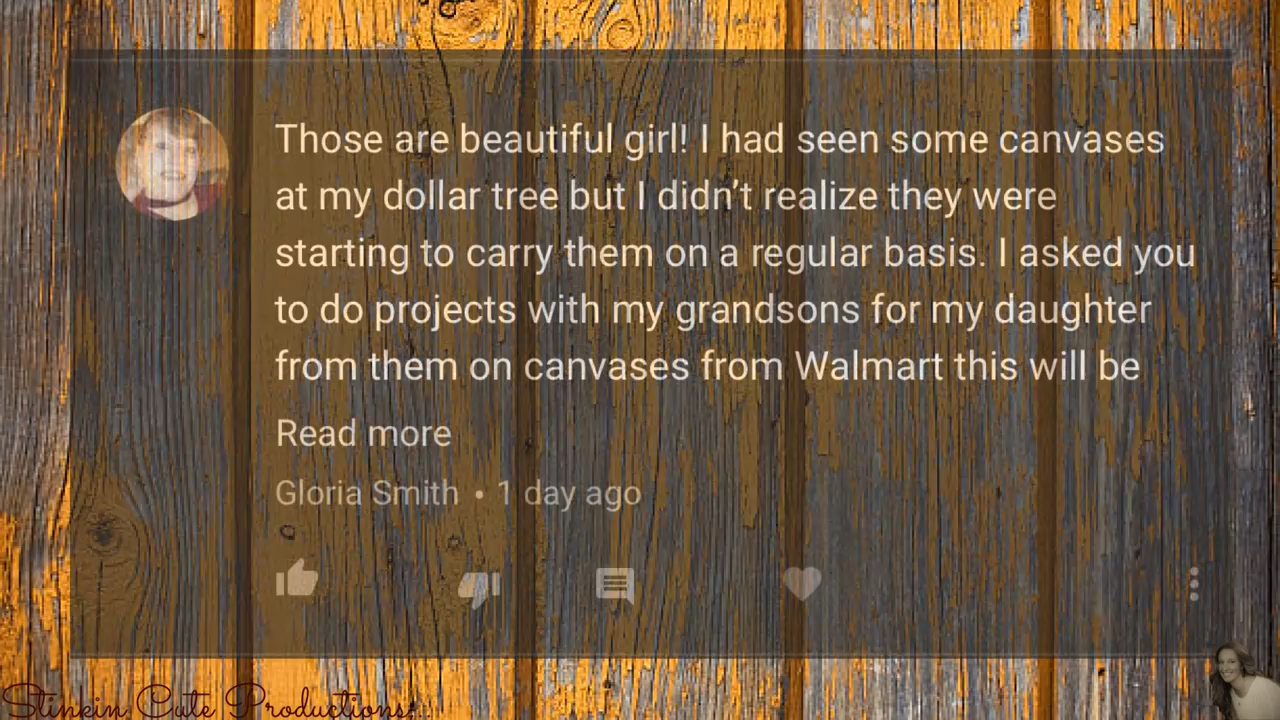 Those are beautiful girl! I had seen some canvases
at my dollar tree but I didn’t realize they were
starting to carry them on a regular basis. I asked you
to do projects with my grandsons for my daughter
from them on canvases from Walmart this will be
Read more
Gloria Smith • 1 day ago
Stinkin Cute Productions...